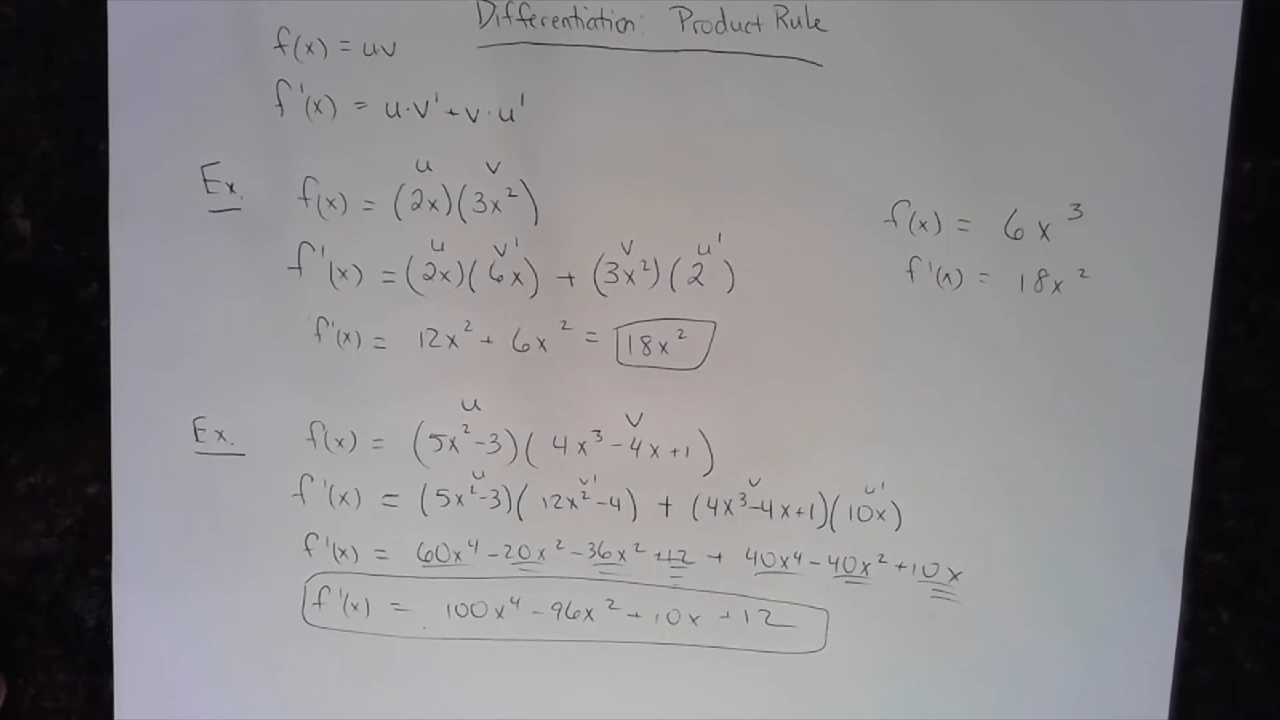 Differentiation: Product Rule
f(x) = uv
f'(x) = u·v' + v·u'
Ex.
u v
f(x) = (2x)(3x²)
u v' v u'
f'(x) = (2x)(6x) + (3x²)(2)
f'(x) = 12x² + 6x² = 18x²
f(x) = 6x³
f'(x) = 18x²
Ex.
u v
f(x) = (5x²-3)(4x³-4x+1)
u v' v u'
f'(x) = (5x²-3)(12x²-4) + (4x³-4x+1)(10x)
f'(x) = 60x⁴ - 20x² - 36x² + 12 + 40x⁴ - 40x² + 10x
f'(x) = 100x⁴ - 96x² + 10x + 12